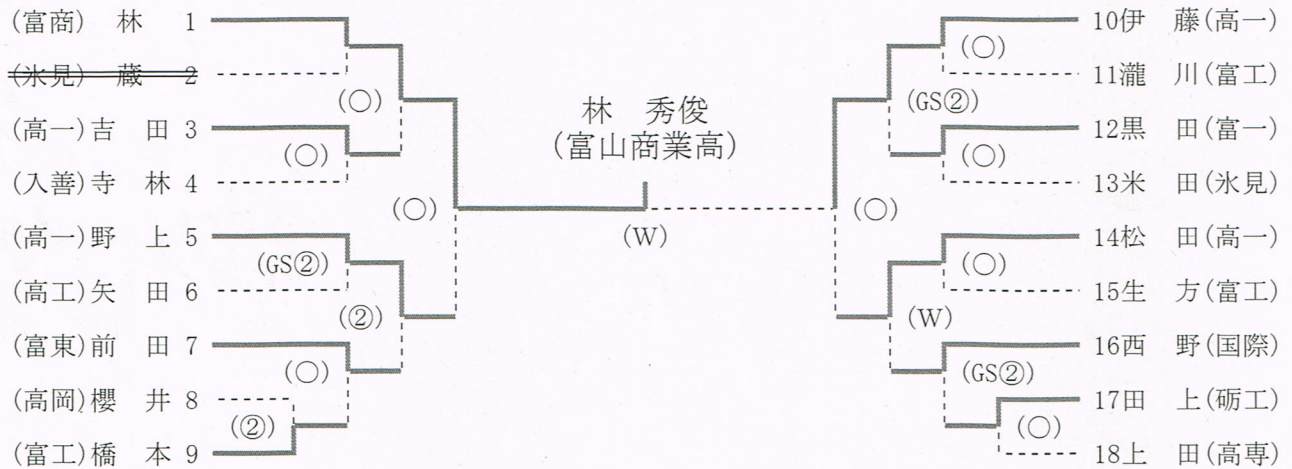 (富商) 林 1
(氷見) 蔵 2
(〇)
(高一)吉 田 3
(〇)
(入善)寺 林 4
(〇)
(高一)野 上 5
(GS②)
(高工)矢 田 6
(②)
(富東)前 田 7
(〇)
(高岡)櫻 井 8
(②)
(富工)橋 本 9
林 秀俊
(富山商業高)
(W)
10伊 藤(高一)
(〇)
11瀧 川(富工)
(GS②)
12黒 田(富一)
(〇)
13米 田(氷見)
(〇)
14松 田(高一)
(〇)
15生 方(富工)
(W)
16西 野(国際)
(GS②)
17田 上(砺工)
(〇)
18上 田(高専)